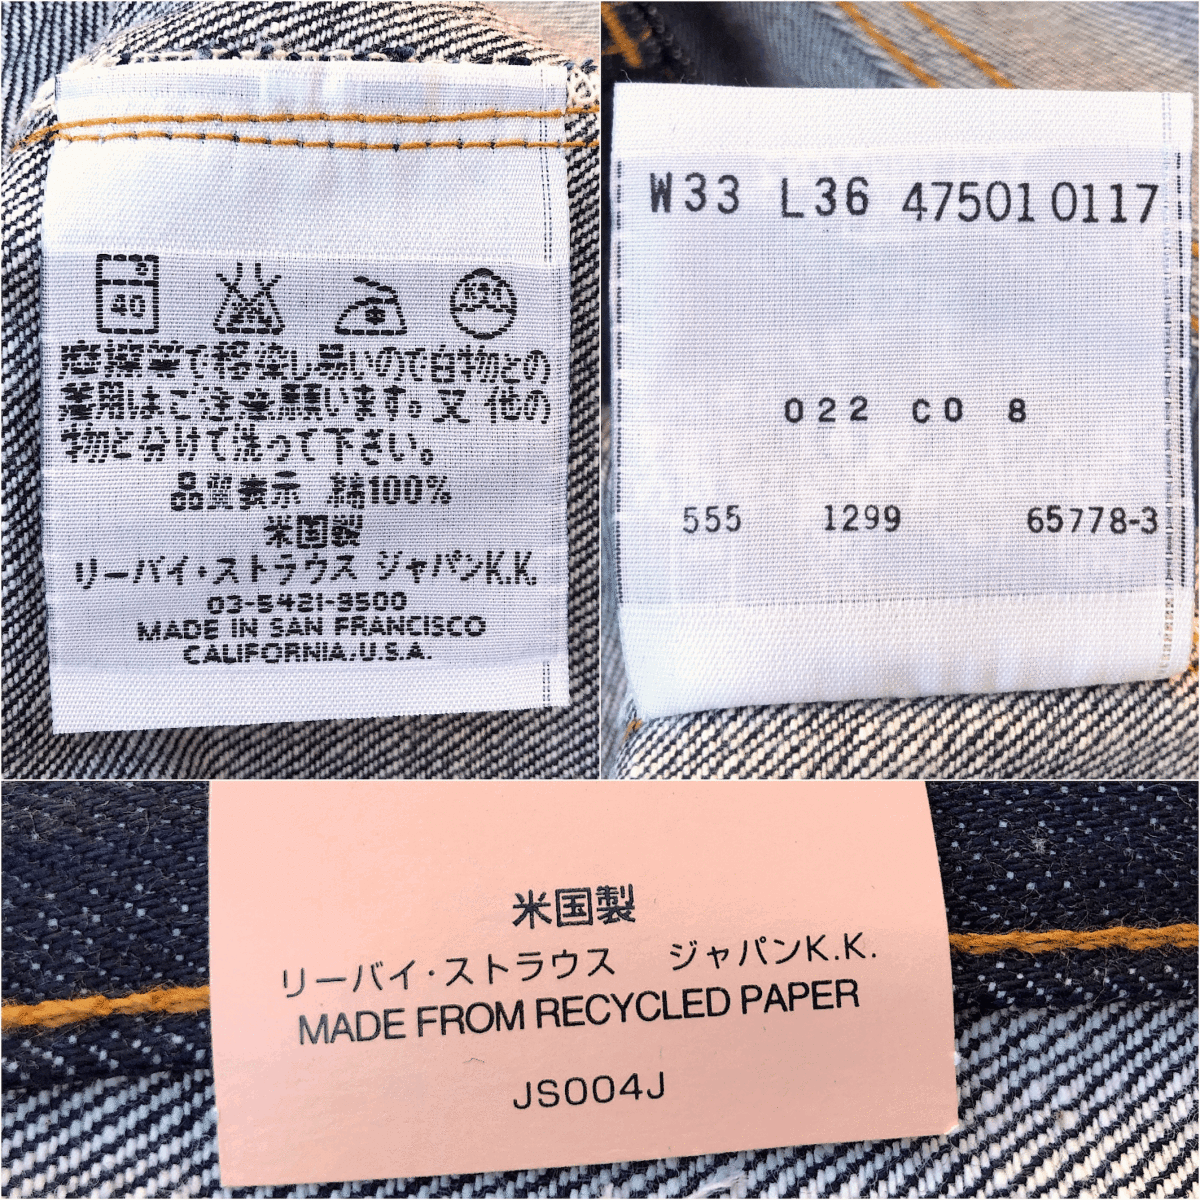 40
摩擦等で移染し易いので白物との
着用はご注意願います。又、他の
物と分けて洗って下さい。
品質表示 綿100%
米国製
リーバイ・ストラウス ジャパンK.K.
03-5421-3500
MADE IN SAN FRANCISCO
CALIFORNIA.U.S.A.
W33 L36 47501 0117
022 CO 8
555 1299 65778-3
米国製
リーバイ・ストラウス ジャパンK.K.
MADE FROM RECYCLED PAPER
JS004J